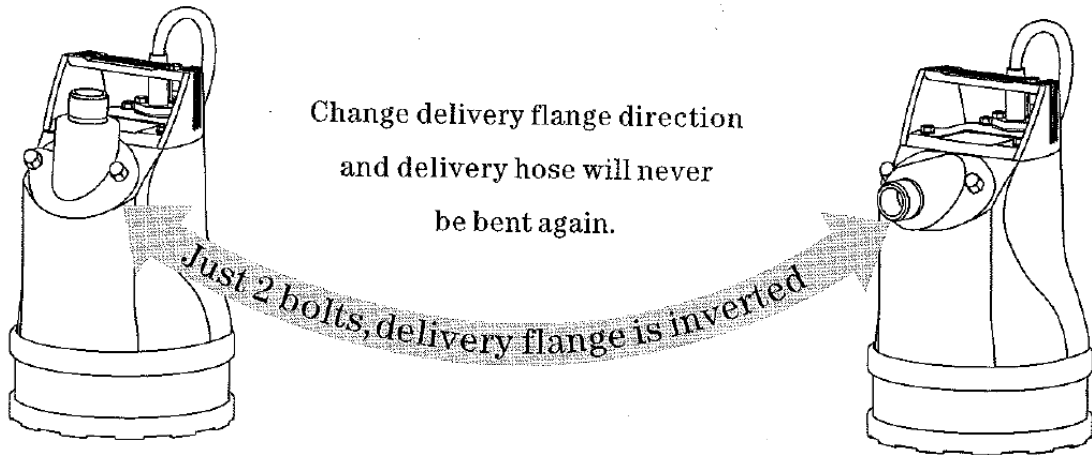 Change delivery flange direction
and delivery hose will never
be bent again.
Just 2 bolts, delivery flange is inverted